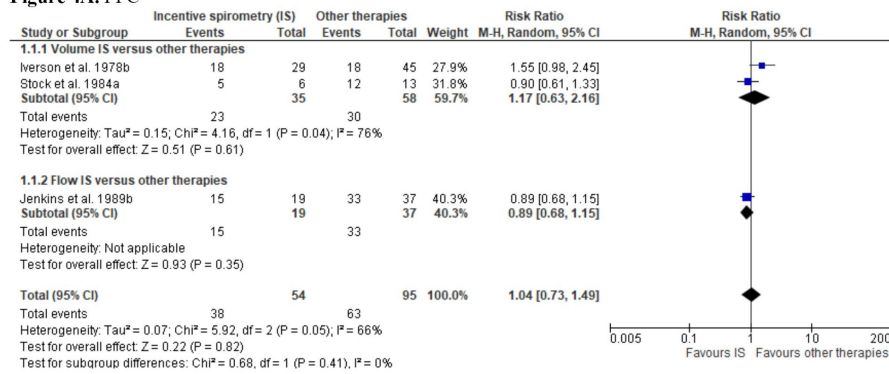 Incentive spirometry (IS) Other therapies Risk Ratio Risk Ratio
Study or Subgroup Events Total Events Total Weight M-H, Random, 95% CI M-H, Random, 95% CI
1.1.1 Volume IS versus other therapies
Iverson et al. 1978b 18 29 18 45 27.9% 1.55 [0.98, 2.45]
Stock et al. 1984a 5 6 12 13 31.8% 0.90 [0.61, 1.33]
Subtotal (95% CI) 35 58 59.7% 1.17 [0.63, 2.16]
Total events 23 30
Heterogeneity: Tau² = 0.15; Chi² = 4.16, df = 1 (P = 0.04); I² = 76%
Test for overall effect: Z = 0.51 (P = 0.61)
1.1.2 Flow IS versus other therapies
Jenkins et al. 1989b 15 19 33 37 40.3% 0.89 [0.68, 1.15]
Subtotal (95% CI) 19 37 40.3% 0.89 [0.68, 1.15]
Total events 15 33
Heterogeneity: Not applicable
Test for overall effect: Z = 0.93 (P = 0.35)
Total (95% CI) 54 95 100.0% 1.04 [0.73, 1.49]
Total events 38 63
Heterogeneity: Tau² = 0.07; Chi² = 5.92, df = 2 (P = 0.05); I² = 66%
Test for overall effect: Z = 0.22 (P = 0.82)
Test for subgroup differences: Chi² = 0.68, df = 1 (P = 0.41), I² = 0%
0.005 0.1 1 10 200
Favours IS Favours other therapies